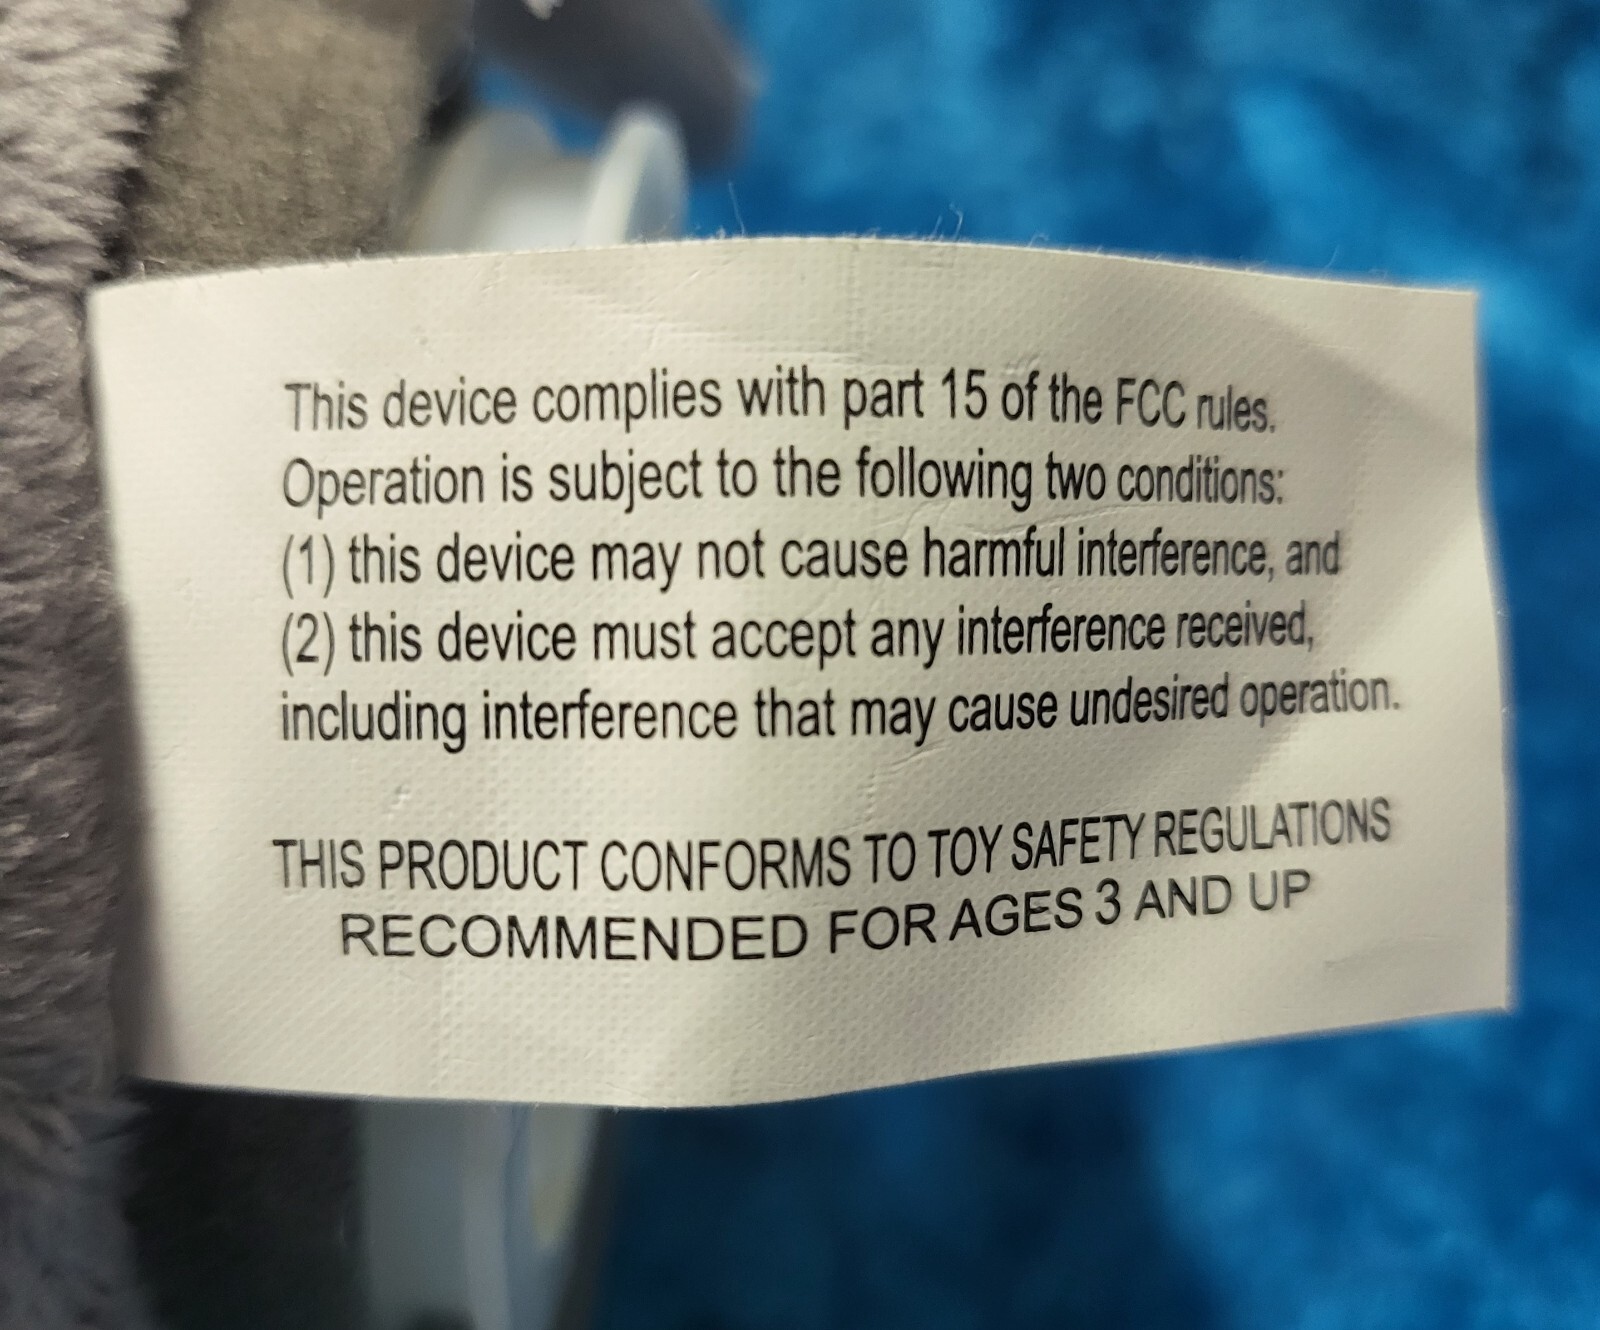 This device complies with part 15 of the FCC rules.
Operation is subject to the following two conditions:
(1) this device may not cause harmful interference, and
(2) this device must accept any interference received,
including interference that may cause undesired operation.
THIS PRODUCT CONFORMS TO TOY SAFETY REGULATIONS
RECOMMENDED FOR AGES 3 AND UP